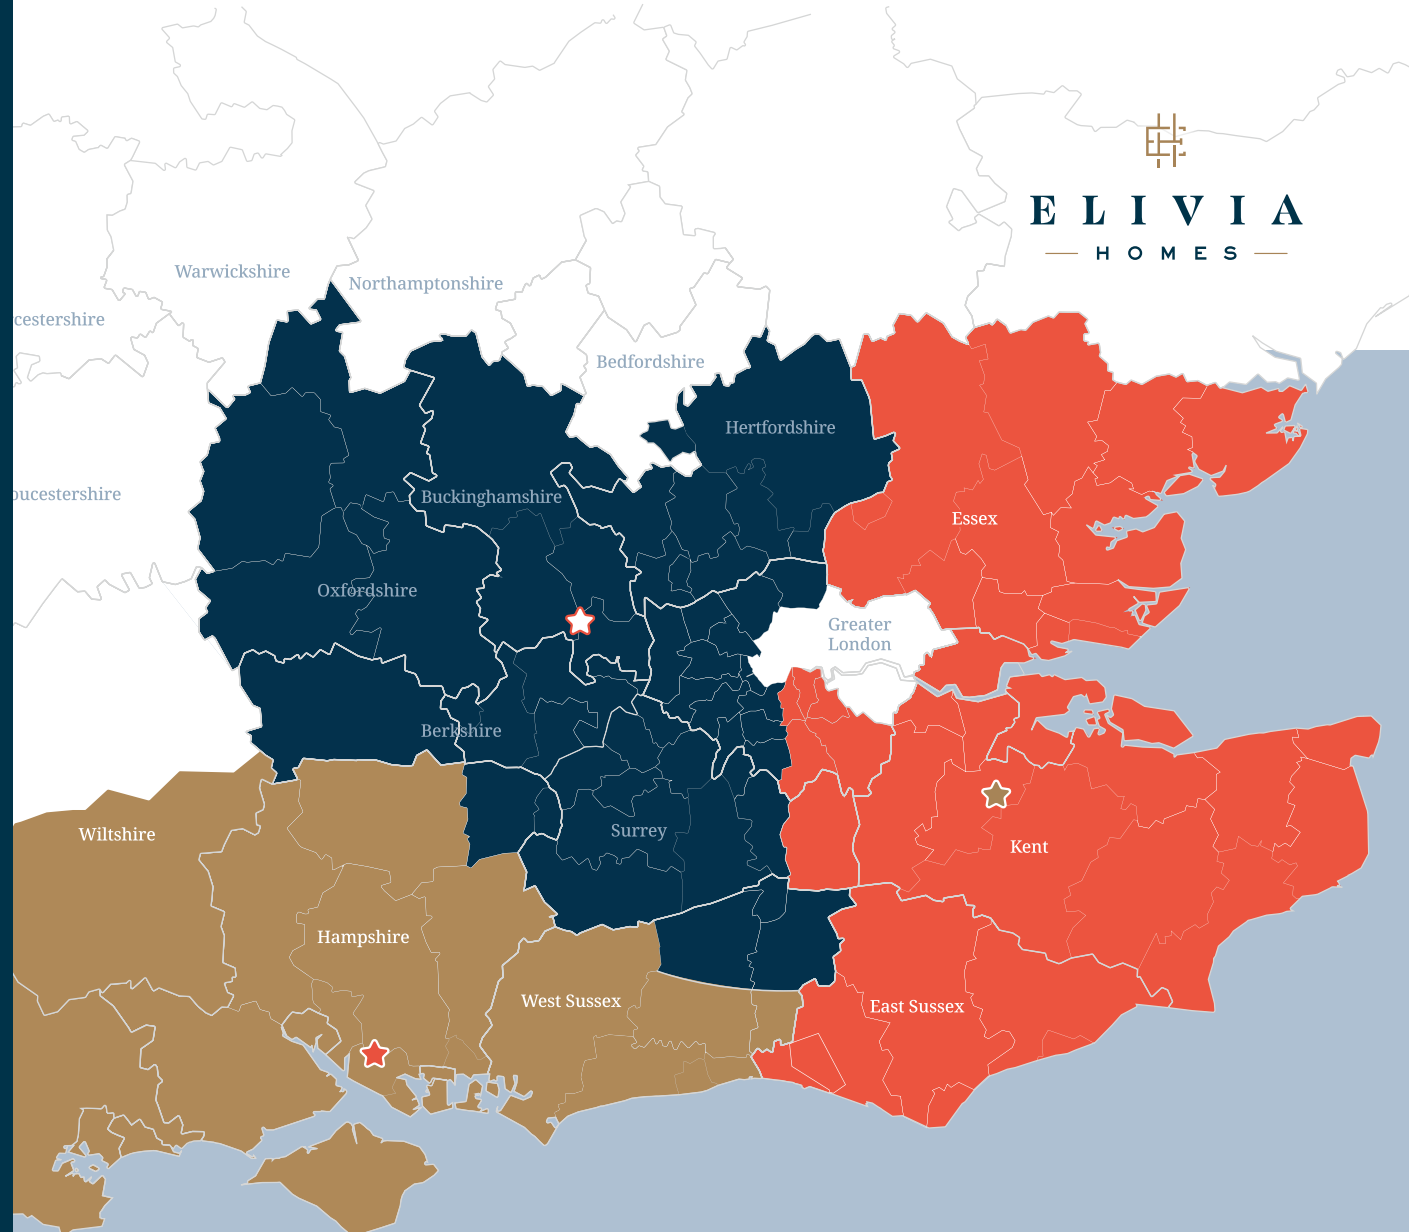 ELIVIA
HOMES
Warwickshire
Northamptonshire
cestershire
Bedfordshire
Hertfordshire
oucestershire
Buckinghamshire
Essex
Oxfordshire
Greater
London
Berkshire
Wiltshire
Surrey
Kent
Hampshire
West Sussex
East Sussex